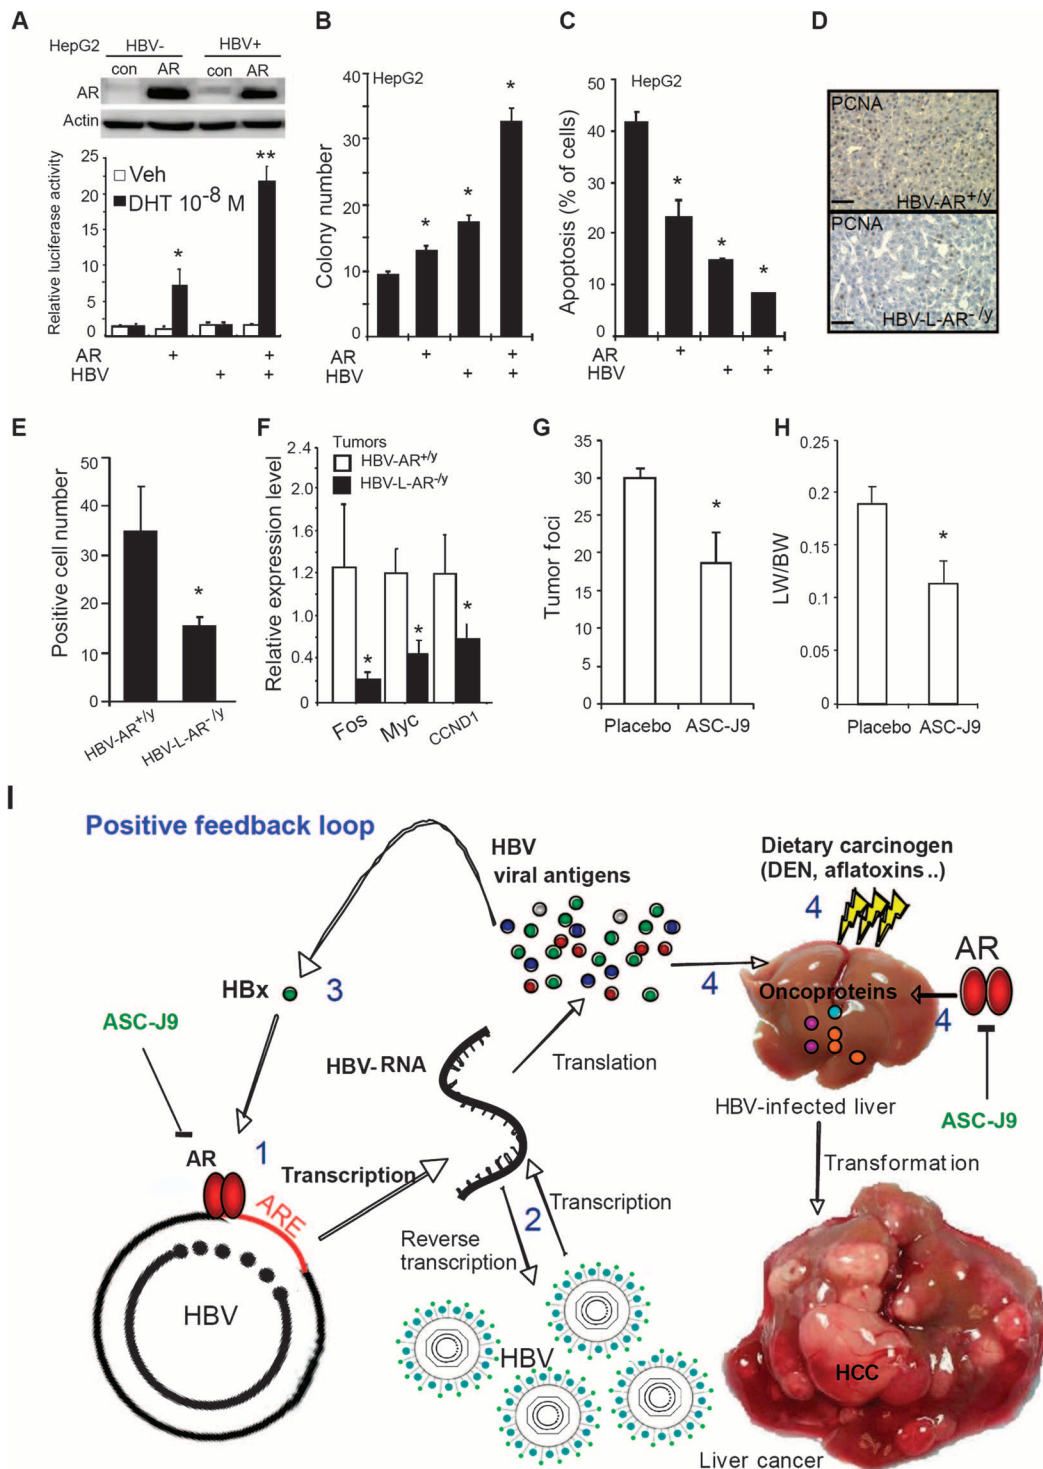 A
HepG2 HBV- HBV+
con AR con AR
AR
Actin
Relative luciferase activity
25
20
15
10
5
0
Veh
DHT 10⁻⁸ M
*
**
AR + +
HBV + +
B
HepG2
Colony number
40
30
20
10
0
*
*
*
AR + +
HBV + +
C
HepG2
Apoptosis (% of cells)
50
40
30
20
10
0
*
*
*
AR + +
HBV + +
D
PCNA
HBV-AR⁺/y
PCNA
HBV-L-AR⁻/y
E
Positive cell number
50
40
30
20
10
0
*
HBV-AR⁺/y
HBV-L-AR⁻/y
F
Tumors
HBV-AR⁺/y
HBV-L-AR⁻/y
Relative expression level
2.4
2.0
1.6
1.2
0.8
0.4
0
*
*
*
Fos Myc CCND1
G
Tumor foci
35
30
25
20
15
10
5
0
*
Placebo ASC-J9
H
LW/BW
0.25
0.2
0.15
0.1
0.05
0
*
Placebo ASC-J9
I
Positive feedback loop
HBV
viral antigens
Dietary carcinogen
(DEN, aflatoxins..)
4
HBx
3
4
Oncoproteins
AR
4
ASC-J9
HBV-RNA
Translation
HBV-infected liver
ASC-J9
AR
1
Transcription
ARE
Transformation
Transcription
2
Reverse
transcription
HBV
HBV
HCC
Liver cancer